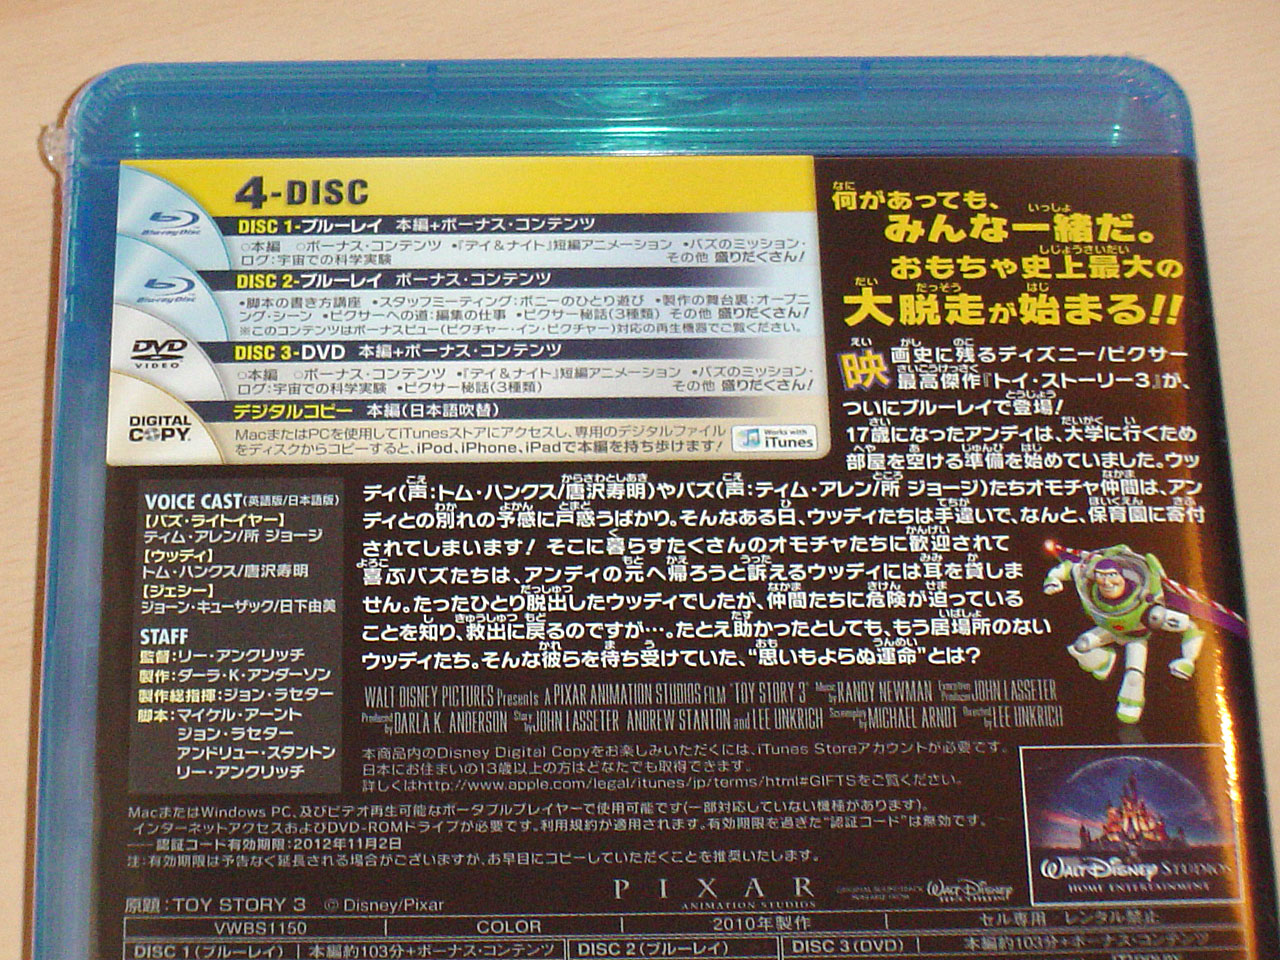 4-DISC
DISC 1-ブルーレイ 本編+ボーナス・コンテンツ
○本編 ○ボーナス・コンテンツ •『デイ&ナイト』短編アニメーション •バズのミッション・
ログ:宇宙での科学実験 その他 盛りだくさん!
DISC 2-ブルーレイ ボーナス・コンテンツ
•脚本の書き方講座 •スタッフミーティング:ボニーのひとり遊び •製作の舞台裏:オープニ
ング・シーン •ピクサーへの道:編集の仕事 •ピクサー秘話(3種類) その他 盛りだくさん!
※このコンテンツはボーナスビュー(ピクチャー・イン・ピクチャー)対応の再生機器でご覧ください。
DVD VIDEO
DISC 3-DVD 本編+ボーナス・コンテンツ
○本編 ○ボーナス・コンテンツ •『デイ&ナイト』短編アニメーション •バズのミッション・
ログ:宇宙での科学実験 •ピクサー秘話(3種類) その他 盛りだくさん!
DIGITAL COPY
デジタルコピー 本編(日本語吹替)
MacまたはPCを使用してiTunesストアにアクセスし、専用のデジタルファイル
をディスクからコピーすると、iPod、iPhone、iPadで本編を持ち歩けます!
Works with iTunes
何があっても、
みんな一緒だ。
おもちゃ史上最大の
大脱走が始まる!!
映画史に残るディズニー/ピクサー
最高傑作『トイ・ストーリー3』が、
ついにブルーレイで登場!
17歳になったアンディは、大学に行くため
部屋を空ける準備を始めていました。ウッ
ディ(声:トム・ハンクス/唐沢寿明)やバズ(声:ティム・アレン/所 ジョージ)たちオモチャ仲間は、アン
ディとの別れの予感に戸惑うばかり。そんなある日、ウッディたちは手違いで、なんと、保育園に寄付
されてしまいます! そこに暮らすたくさんのオモチャたちに歓迎されて
喜ぶバズたちは、アンディの元へ帰ろうと訴えるウッディには耳を貸しま
せん。たったひとり脱出したウッディでしたが、仲間たちに危険が迫っている
ことを知り、救出に戻るのですが…。たとえ助かったとしても、もう居場所のない
ウッディたち。そんな彼らを待ち受けていた、“思いもよらぬ運命”とは?
VOICE CAST(英語版/日本語版)
【バズ・ライトイヤー】
ティム・アレン/所 ジョージ
【ウッディ】
トム・ハンクス/唐沢寿明
【ジェシー】
ジョーン・キューザック/日下由美
STAFF
監督:リー・アンクリッチ
製作:ダーラ・K・アンダーソン
製作総指揮:ジョン・ラセター
脚本:マイケル・アーント
ジョン・ラセター
アンドリュー・スタントン
リー・アンクリッチ
WALT DISNEY PICTURES Presents A PIXAR ANIMATION STUDIOS FILM "TOY STORY 3" Music by RANDY NEWMAN Executive Producer JOHN LASSETER
Produced by DARLA K. ANDERSON Story by JOHN LASSETER ANDREW STANTON and LEE UNKRICH Screenplay by MICHAEL ARNDT Directed by LEE UNKRICH
本商品内のDisney Digital Copyをお楽しみいただくには、iTunes Storeアカウントが必要です。
日本にお住まいの13歳以上の方はどなたでも取得できます。
詳しくはhttp://www.apple.com/legal/itunes/jp/terms/html#GIFTSをご覧ください。
MacまたはWindows PC、及びビデオ再生可能なポータブルプレイヤーで使用可能です(一部対応していない機種があります)。
インターネットアクセスおよびDVD-ROMドライブが必要です。利用規約が適用されます。有効期限を過ぎた“認証コード”は無効です。
――認証コード有効期限:2012年11月2日
注:有効期限は予告なく延長される場合がございますが、お早目にコピーしていただくことを推奨いたします。
WALT DISNEY STUDIOS
HOME ENTERTAINMENT
PIXAR
ANIMATION STUDIOS
WALT DISNEY
原題:TOY STORY 3 ©Disney/Pixar
VWBS1150 COLOR 2010年製作 セル専用/レンタル禁止
DISC 1(ブルーレイ) 本編約103分+ボーナス・コンテンツ DISC 2(ブルーレイ) DISC 3(DVD) 本編約103分+ボーナス・コンテンツ